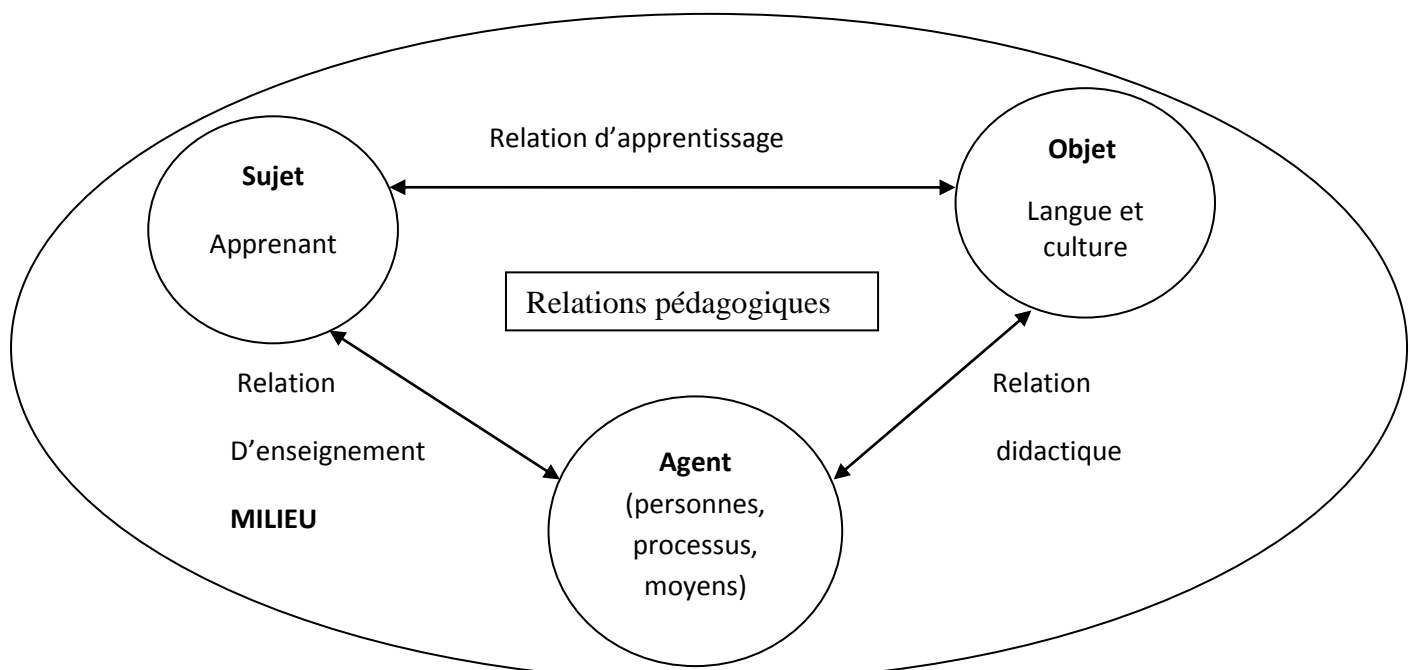 Relation d’apprentissage
Sujet
Apprenant
Objet
Langue et
culture
Relations pédagogiques
Relation
D’enseignement
MILIEU
Agent
(personnes,
processus,
moyens)
Relation
didactique